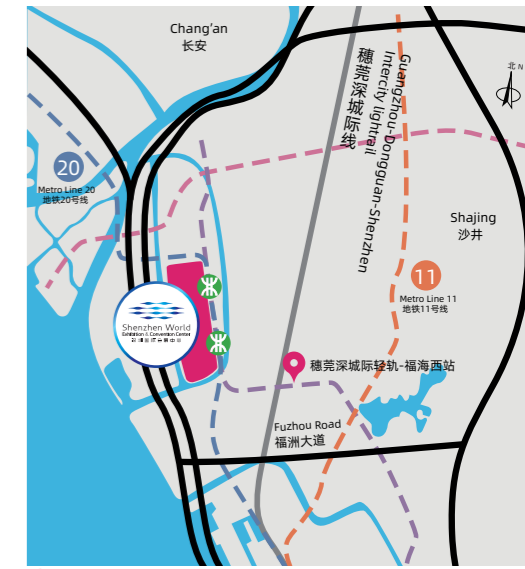 Chang'an
长安
北 N
穗莞深城际线
Guangzhou-Dongguan-Shenzhen
Intercity lightrail
20
Metro Line 20
地铁20号线
Shajing
沙井
11
Metro Line 11
地铁11号线
Shenzhen World
Exhibition & Convention Center
穗莞深城际轻轨-福海西站
Fuzhou Road
福洲大道